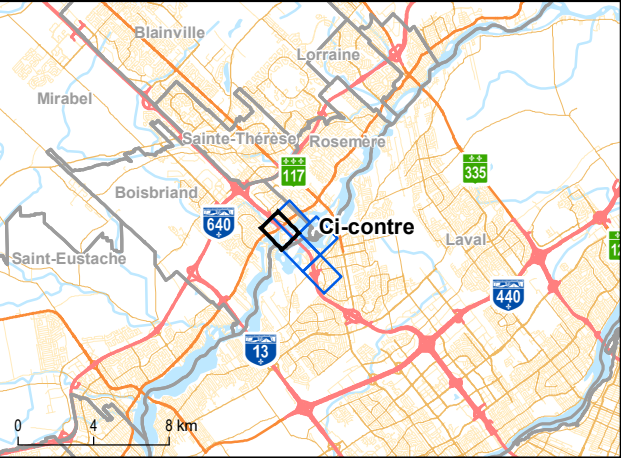 Blainville
Lorraine
Mirabel
Sainte-Thérèse
Rosemère
117
335
Boisbriand
640
Ci-contre
Laval
Saint-Eustache
440
13
0 4 8 km